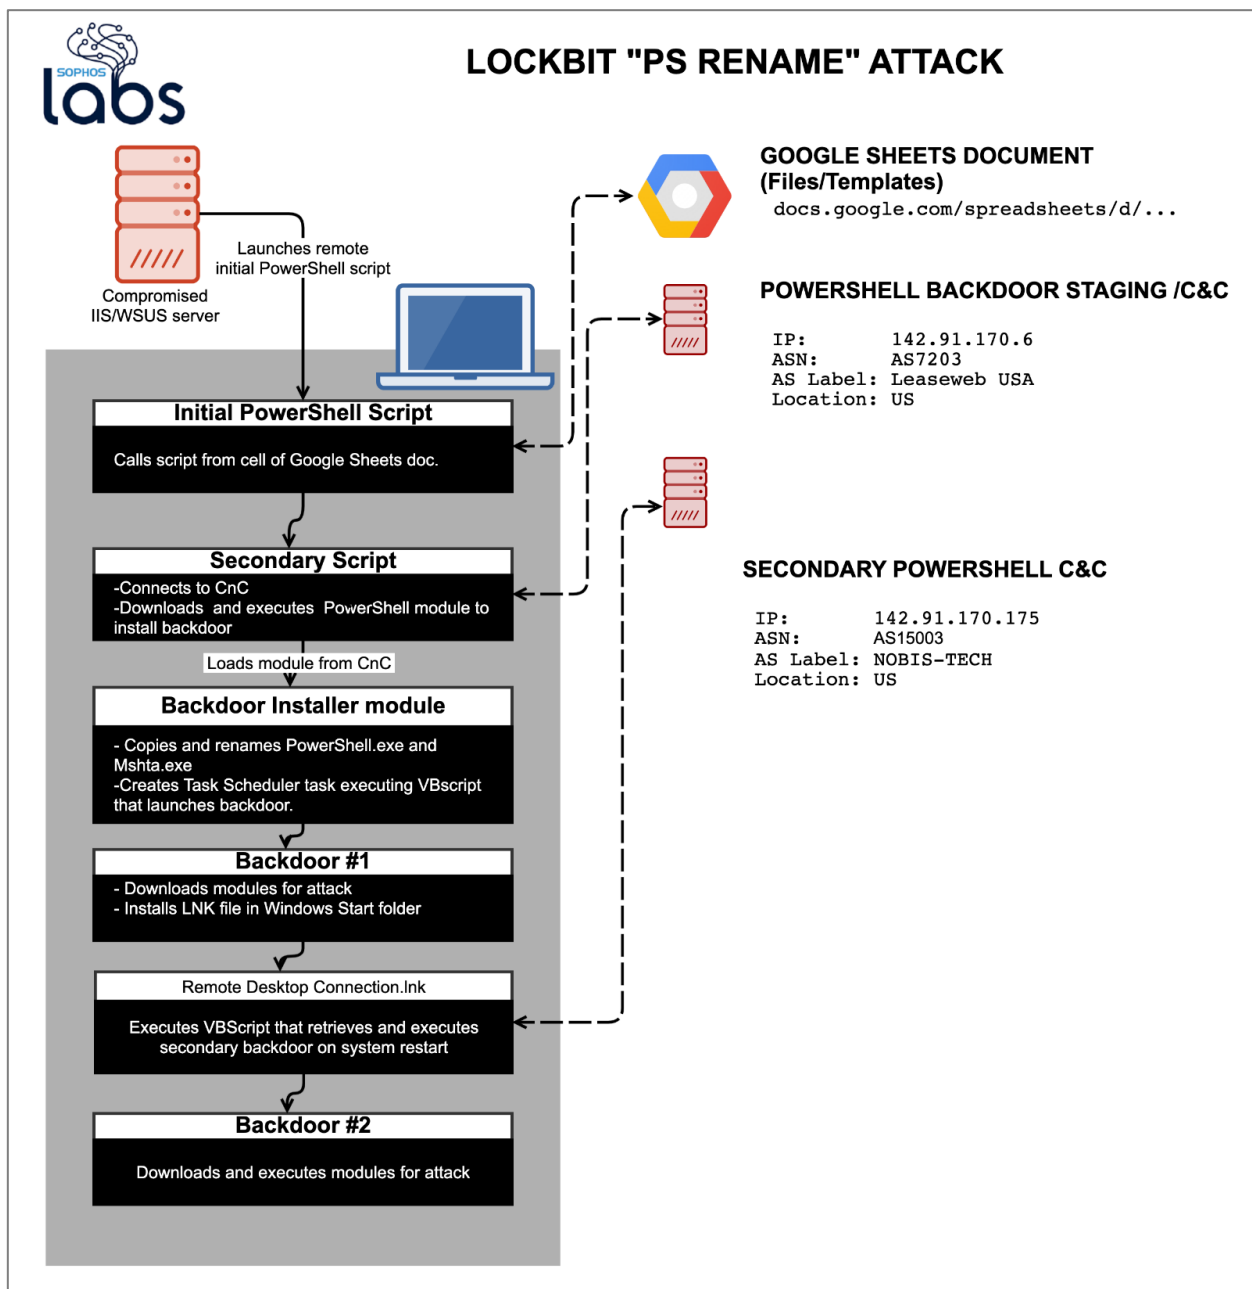 SOPHOS
labs
LOCKBIT "PS RENAME" ATTACK
GOOGLE SHEETS DOCUMENT
(Files/Templates)
docs.google.com/spreadsheets/d/...
Launches remote
initial PowerShell script
Compromised
IIS/WSUS server
POWERSHELL BACKDOOR STAGING /C&C
IP: 142.91.170.6
ASN: AS7203
AS Label: Leaseweb USA
Location: US
Initial PowerShell Script
Calls script from cell of Google Sheets doc.
Secondary Script
-Connects to CnC
-Downloads and executes PowerShell module to
install backdoor
SECONDARY POWERSHELL C&C
IP: 142.91.170.175
ASN: AS15003
AS Label: NOBIS-TECH
Location: US
Loads module from CnC
Backdoor Installer module
- Copies and renames PowerShell.exe and
Mshta.exe
-Creates Task Scheduler task executing VBscript
that launches backdoor.
Backdoor #1
- Downloads modules for attack
- Installs LNK file in Windows Start folder
Remote Desktop Connection.lnk
Executes VBScript that retrieves and executes
secondary backdoor on system restart
Backdoor #2
Downloads and executes modules for attack